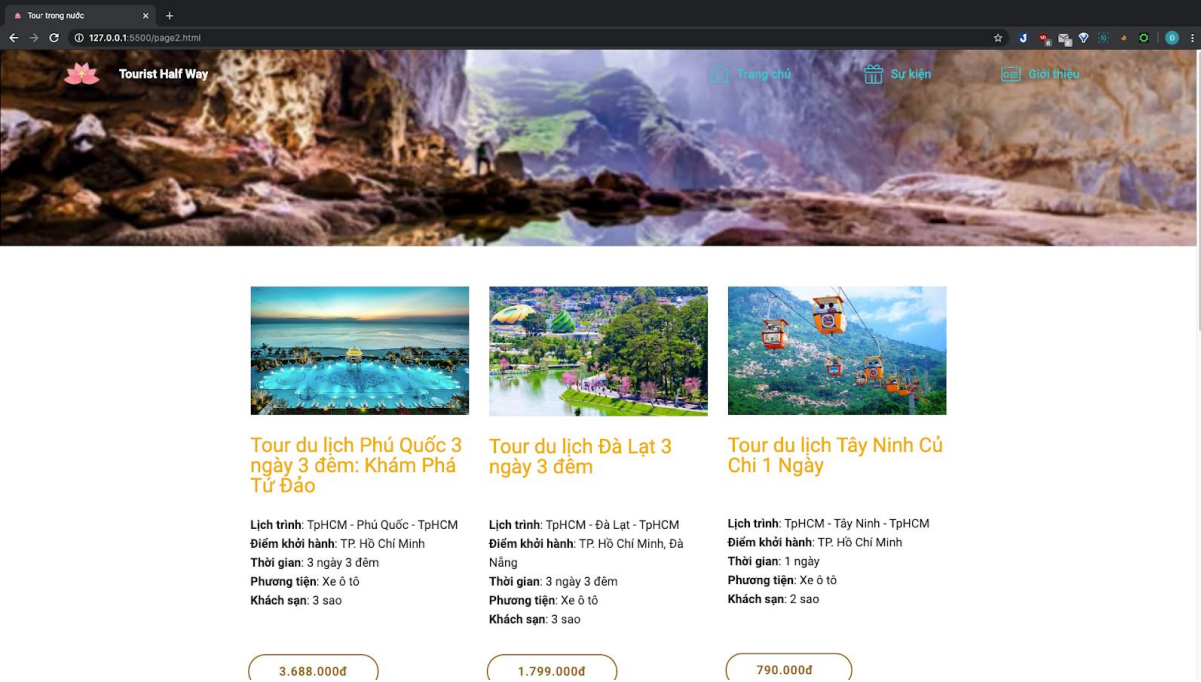 Tour trong nước
127.0.0.1:5500/page2.html
Tourist Half Way
Trang chủ
Sự kiện
Giới thiệu
Tour du lịch Phú Quốc 3
ngày 3 đêm: Khám Phá
Tứ Đảo
Lịch trình: TpHCM - Phú Quốc - TpHCM
Điểm khởi hành: TP. Hồ Chí Minh
Thời gian: 3 ngày 3 đêm
Phương tiện: Xe ô tô
Khách sạn: 3 sao
3.688.000đ
Tour du lịch Đà Lạt 3
ngày 3 đêm
Lịch trình: TpHCM - Đà Lạt - TpHCM
Điểm khởi hành: TP. Hồ Chí Minh, Đà
Nẵng
Thời gian: 3 ngày 3 đêm
Phương tiện: Xe ô tô
Khách sạn: 3 sao
1.799.000đ
Tour du lịch Tây Ninh Củ
Chi 1 Ngày
Lịch trình: TpHCM - Tây Ninh - TpHCM
Điểm khởi hành: TP. Hồ Chí Minh
Thời gian: 1 ngày
Phương tiện: Xe ô tô
Khách sạn: 2 sao
790.000đ